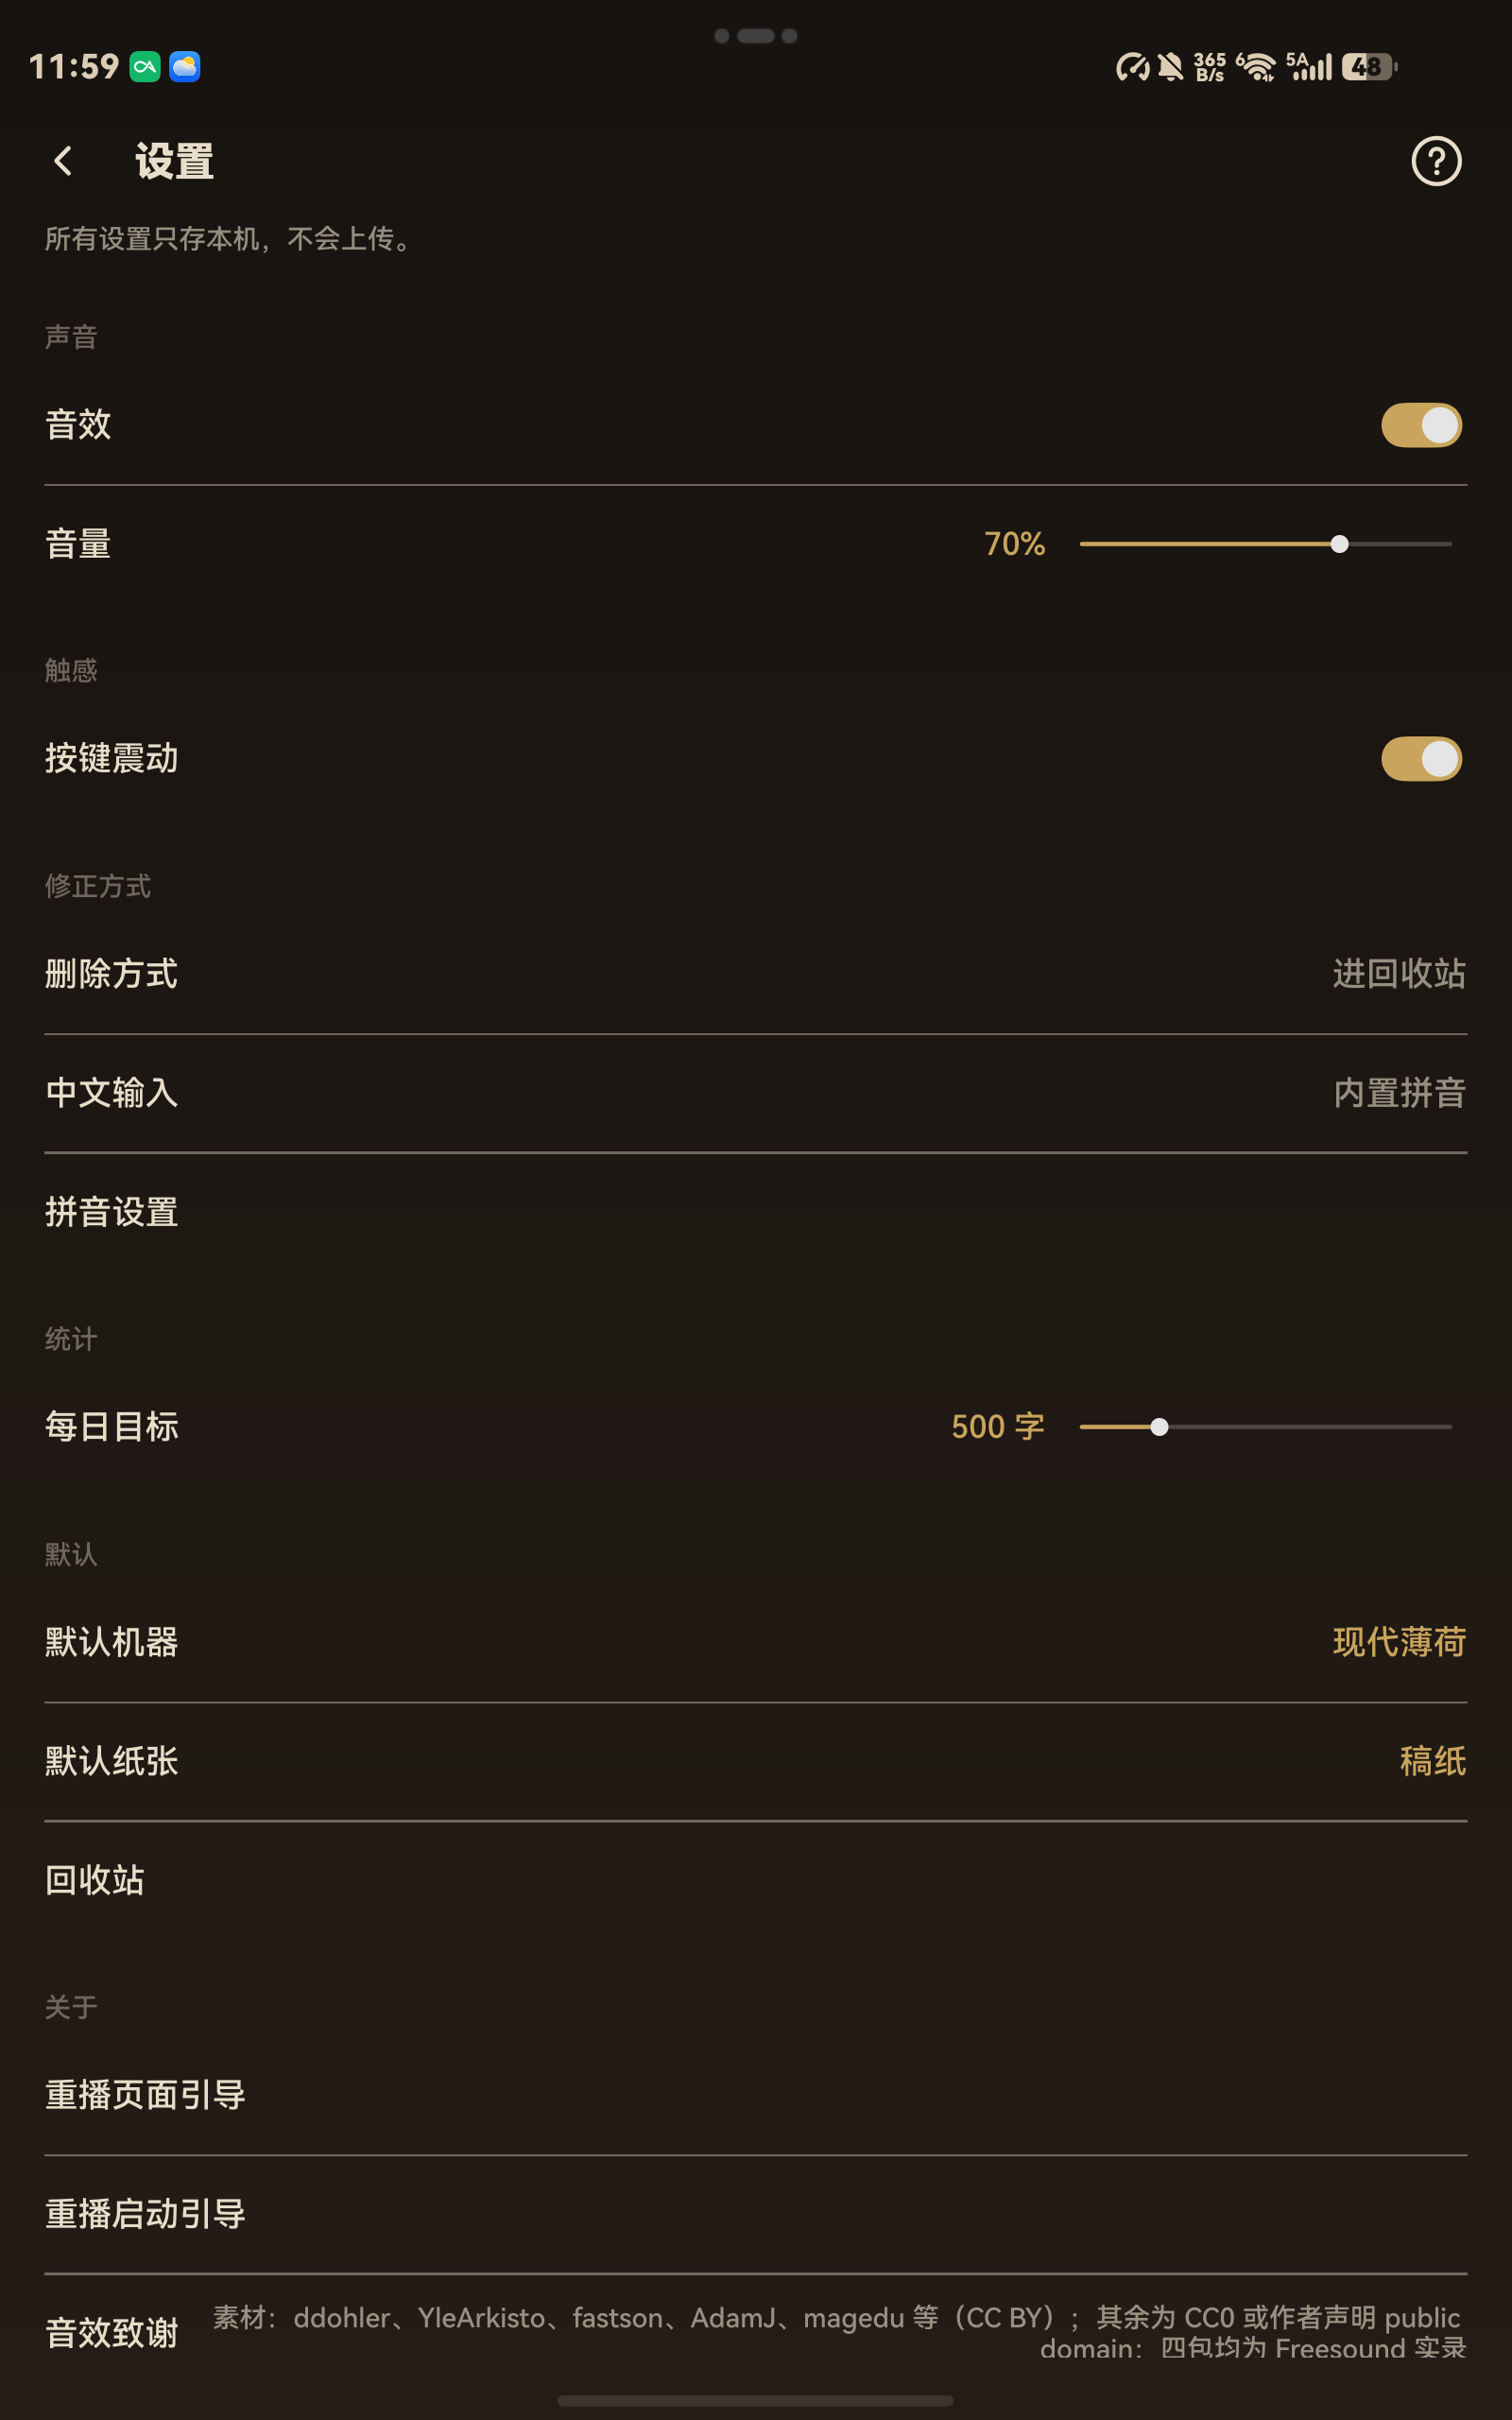 11:59
365 B/s
6
5A
48
设置
所有设置只存本机，不会上传。
声音
音效
音量 70%
触感
按键震动
修正方式
删除方式 进回收站
中文输入 内置拼音
拼音设置
统计
每日目标 500 字
默认
默认机器 现代薄荷
默认纸张 稿纸
回收站
关于
重播页面引导
重播启动引导
音效致谢 素材：ddohler、YleArkisto、fastson、AdamJ、magedu 等（CC BY）；其余为 CC0 或作者声明 public
domain：四包均为 Freesound 实录